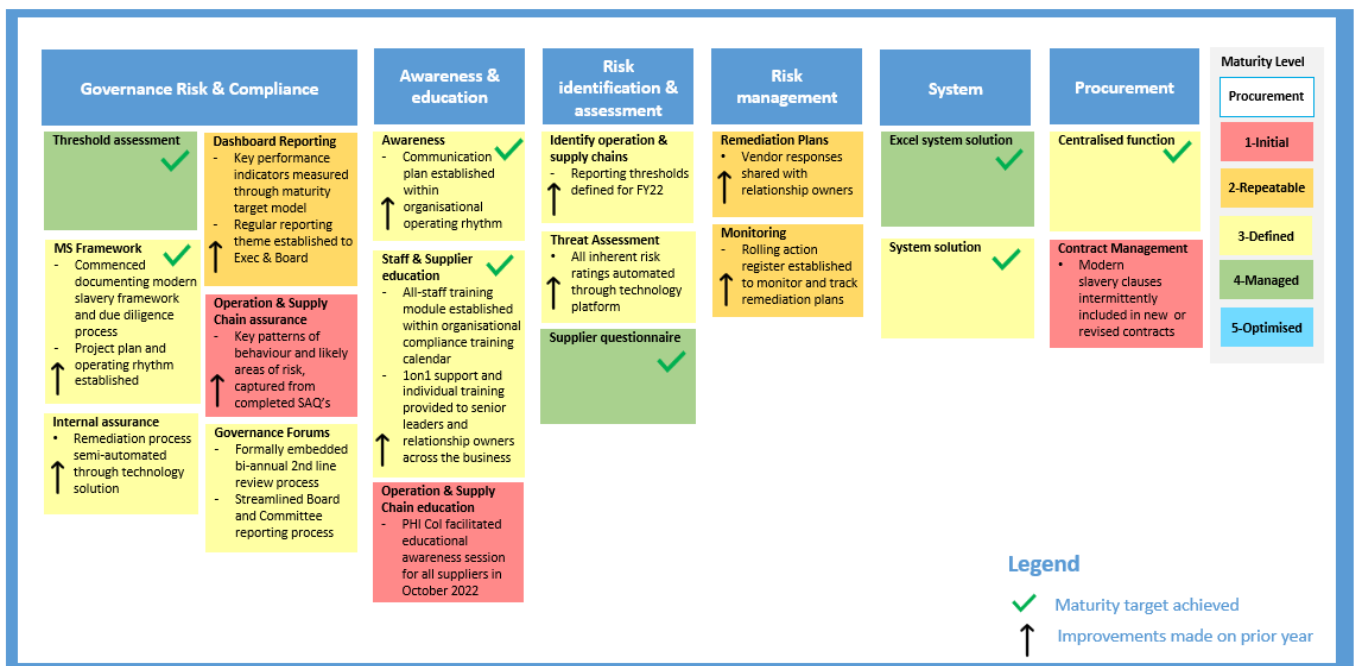 Governance Risk & Compliance
Threshold assessment
MS Framework
- Commenced
documenting modern
slavery framework
and due diligence
process
- Project plan and
operating rhythm
established
Internal assurance
• Remediation process
semi-automated
through technology
solution
Dashboard Reporting
- Key performance
indicators measured
through maturity
target model
- Regular reporting
theme established to
Exec & Board
Operation & Supply
Chain assurance
- Key patterns of
behaviour and likely
areas of risk,
captured from
completed SAQ's
Governance Forums
- Formally embedded
bi-annual 2nd line
review process
- Streamlined Board
and Committee
reporting process
Awareness &
education
Awareness
- Communication
plan established
within
organisational
operating rhythm
Staff & Supplier
education
- All-staff training
module established
within organisational
compliance training
calendar
- 1on1 support and
individual training
provided to senior
leaders and
relationship owners
across the business
Operation & Supply
Chain education
- PHI Col facilitated
educational
awareness session
for all suppliers in
October 2022
Risk
identification &
assessment
Identify operation &
supply chains
- Reporting thresholds
defined for FY22
Threat Assessment
• All inherent risk
ratings automated
through technology
platform
Supplier questionnaire
Risk
management
Remediation Plans
• Vendor responses
shared with
relationship owners
Monitoring
- Rolling action
register established
to monitor and track
remediation plans
System
Excel system solution
System solution
Procurement
Centralised function
Contract Management
• Modern
slavery clauses
intermittently
included in new or
revised contracts
Maturity Level
Procurement
1-Initial
2-Repeatable
3-Defined
4-Managed
5-Optimised
Legend
Maturity target achieved
Improvements made on prior year